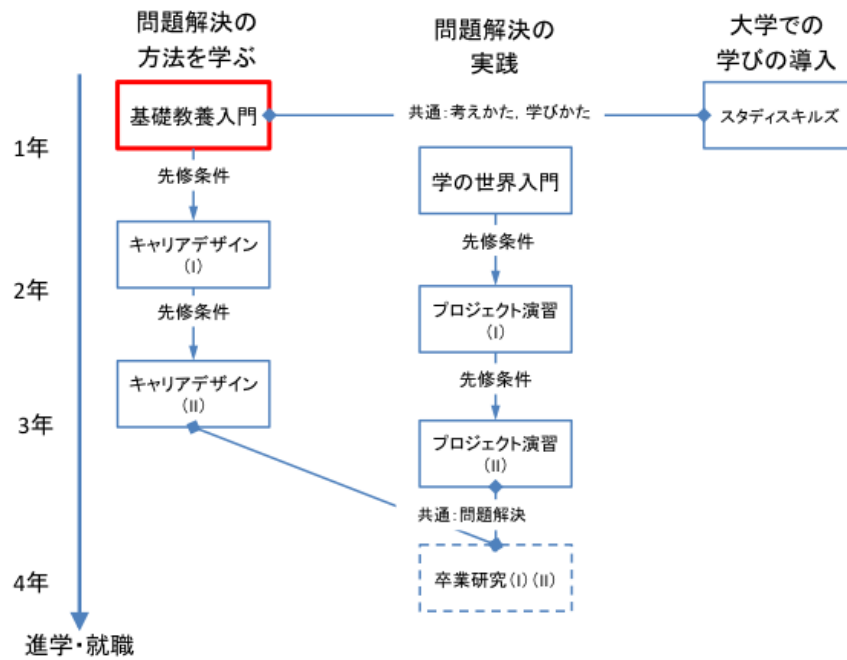 問題解決の
方法を学ぶ
問題解決の
実践
大学での
学びの導入
基礎教養入門
共通:考えかた, 学びかた
スタディスキルズ
1年
先修条件
学の世界入門
キャリアデザイン
(I)
先修条件
2年
先修条件
プロジェクト演習
(I)
キャリアデザイン
(II)
先修条件
3年
プロジェクト演習
(II)
共通:問題解決
4年
卒業研究(I)(II)
進学・就職